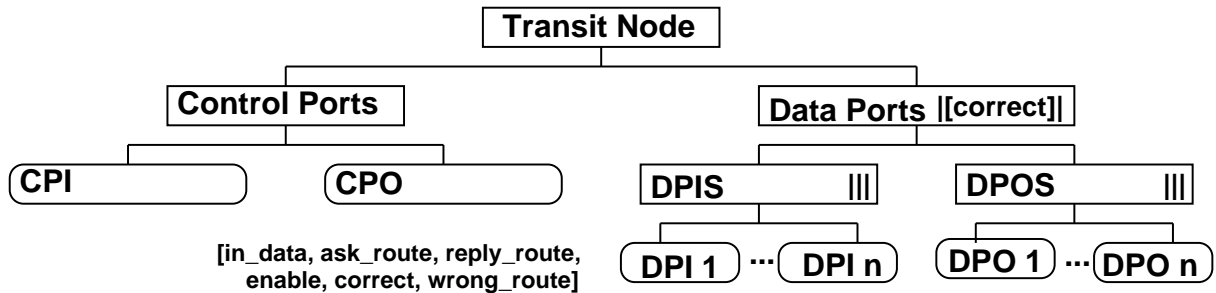 Transit Node
Control Ports
Data Ports |[correct]|
CPI
CPO
DPIS |||
DPOS |||
[in_data, ask_route, reply_route,
enable, correct, wrong_route]
DPI 1 ... DPI n
DPO 1 ... DPO n